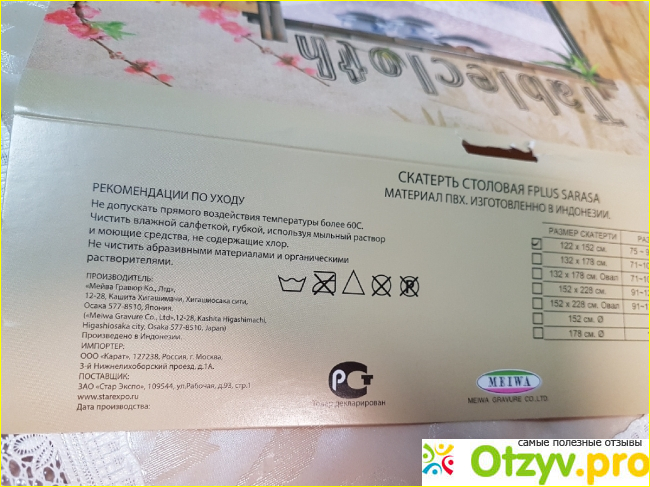 Tablecloth
СКАТЕРТЬ СТОЛОВАЯ FPLUS SARASA
МАТЕРИАЛ ПВХ. ИЗГОТОВЛЕННО В ИНДОНЕЗИИ.
РЕКОМЕНДАЦИИ ПО УХОДУ
Не допускать прямого воздействия температуры более 60С.
Чистить влажной салфеткой, губкой, используя мыльный раствор
и моющие средства, не содержащие хлор.
Не чистить абразивными материалами и органическими
растворителями.
ПРОИЗВОДИТЕЛЬ:
«Мейва Гравюр Ко., Лтд»,
12-28, Кашита Хигашимачи, Хигашиосака сити,
Осака 577-8510, Япония.
(«Meiwa Gravure Co., Ltd»,12-28, Kashita Higashimachi,
Higashiosaka city, Osaka 577-8510, Japan)
Произведено в Индонезии.
ИМПОРТЕР:
ООО «Карат». 127238, Россия, г. Москва.
3-й Нижнелихоборский проезд, д.1А.
ПОСТАВЩИК:
ЗАО «Стар Экспо», 109544, ул.Рабочая, д.93, стр.1
www.starexpo.ru
Дата производства:
РАЗМЕР СКАТЕРТИ
122 x 152 см.
132 x 178 см.
132 x 178 см. Овал
152 x 228 см.
152 x 228 см. Овал
152 см. Ø
178 см. Ø
РСТ
Товар декларирован
MEIWA
MEIWA GRAVURE CO., LTD.
самые полезные отзывы
Otzyv.pro